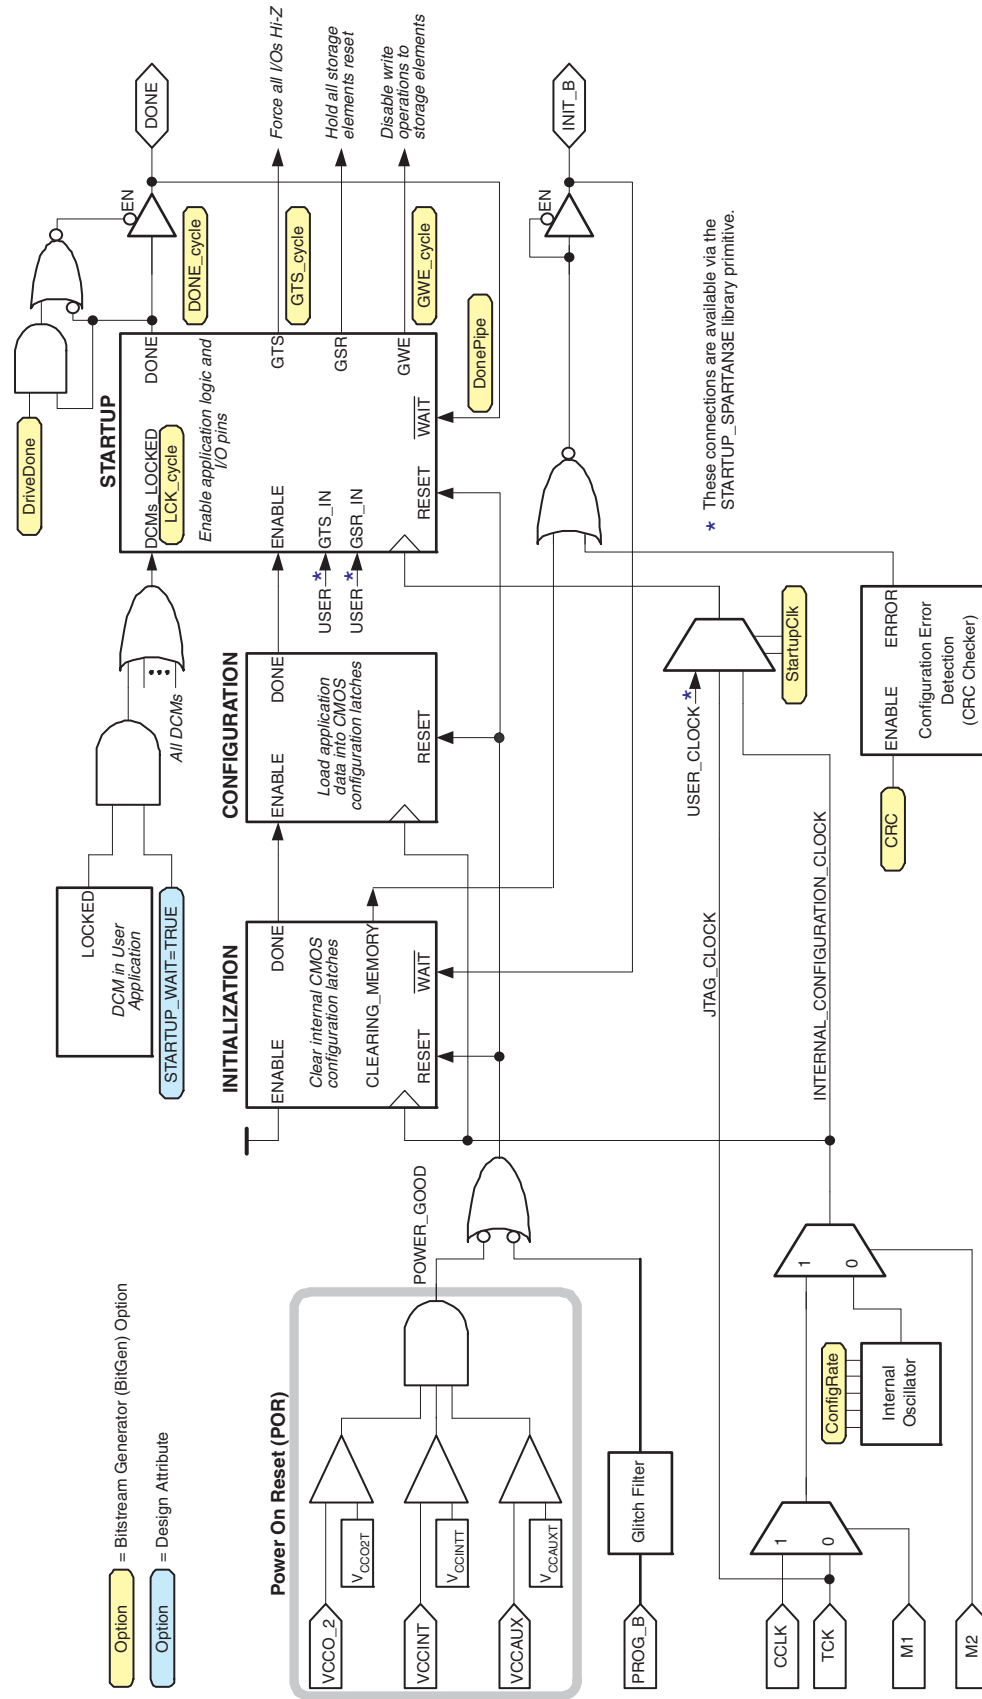 Option
= Bitstream Generator (BitGen) Option
Option
= Design Attribute
Power On Reset (POR)
VCCO_2
VCCO2T
VCCINT
VCCINTT
VCCAUX
VCCAUXT
POWER_GOOD
PROG_B
Glitch Filter
CCLK
TCK
M1
M2
1
0
ConfigRate
Internal
Oscillator
1
0
DCM in User
Application
LOCKED
STARTUP_WAIT=TRUE
All DCMs
INITIALIZATION
ENABLE
DONE
Clear internal CMOS
configuration latches
CLEARING_MEMORY
RESET
WAIT
CONFIGURATION
ENABLE
DONE
Load application
data into CMOS
configuration latches
RESET
STARTUP
DCMs_LOCKED
LCK_cycle
DONE
Enable application logic and
I/O pins
ENABLE
GTS
USER
*
GTS_IN
GSR
USER
*
GSR_IN
GWE
RESET
WAIT
DriveDone
EN
DONE
DONE_cycle
GTS_cycle
GWE_cycle
DonePipe
Force all I/Os Hi-Z
Hold all storage
elements reset
Disable write
operations to
storage elements
EN
INIT_B
JTAG_CLOCK
INTERNAL_CONFIGURATION_CLOCK
USER_CLOCK
*
StartupClk
* These connections are available via the
STARTUP_SPARTAN3E library primitive.
CRC
ENABLE
ERROR
Configuration Error
Detection
(CRC Checker)